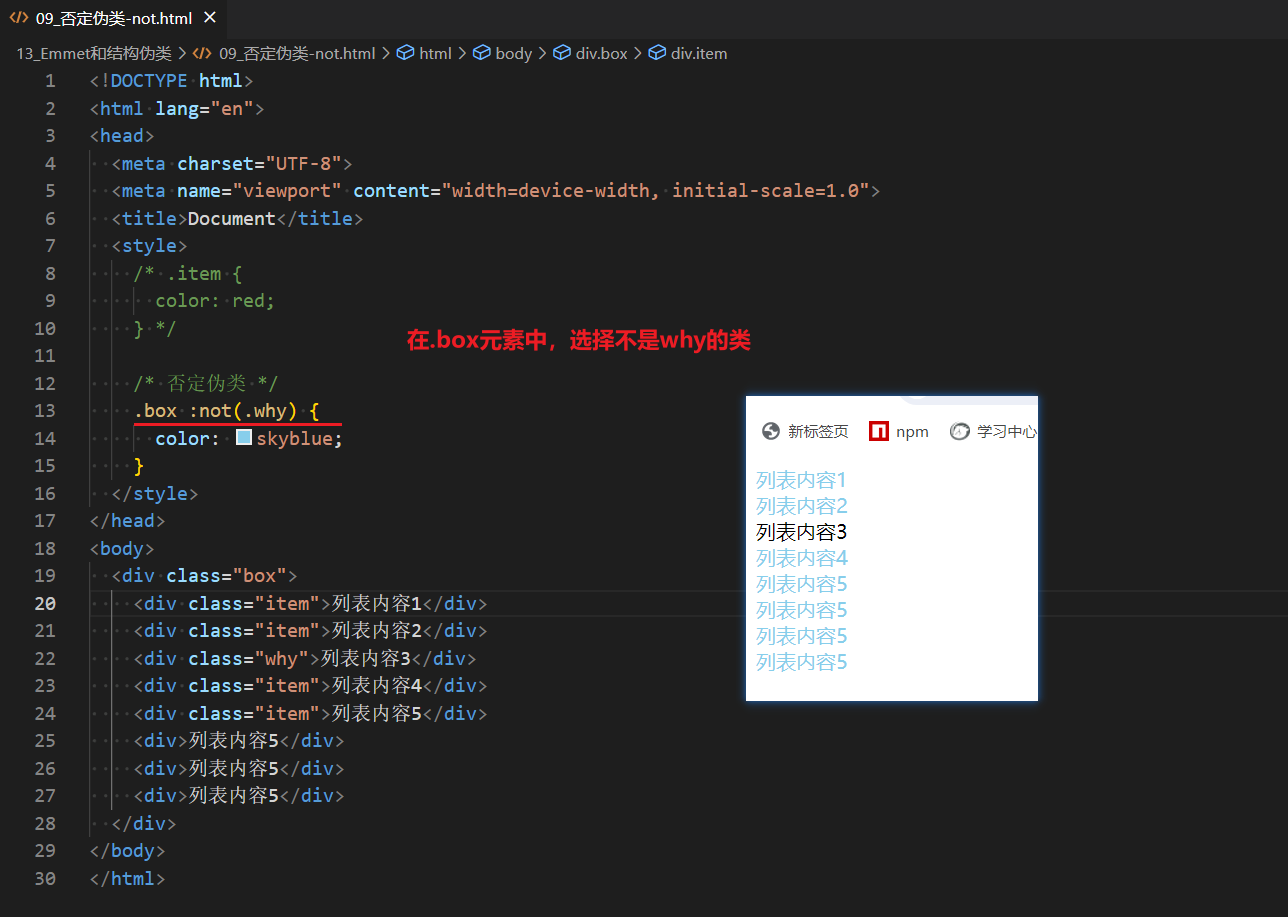 09_否定伪类-not.html
13_Emmet和结构伪类 > 09_否定伪类-not.html > html > body > div.box > div.item
1 <!DOCTYPE html>
2 <html lang="en">
3 <head>
4 <meta charset="UTF-8">
5 <meta name="viewport" content="width=device-width, initial-scale=1.0">
6 <title>Document</title>
7 <style>
8 /* .item {
9 color: red;
10 } */
在.box元素中，选择不是why的类
11
12 /* 否定伪类 */
13 .box :not(.why) {
14 color: skyblue;
15 }
16 </style>
17 </head>
18 <body>
19 <div class="box">
20 <div class="item">列表内容1</div>
21 <div class="item">列表内容2</div>
22 <div class="why">列表内容3</div>
23 <div class="item">列表内容4</div>
24 <div class="item">列表内容5</div>
25 <div>列表内容5</div>
26 <div>列表内容5</div>
27 <div>列表内容5</div>
28 </div>
29 </body>
30 </html>
新标签页 npm 学习中心
列表内容1
列表内容2
列表内容3
列表内容4
列表内容5
列表内容5
列表内容5
列表内容5